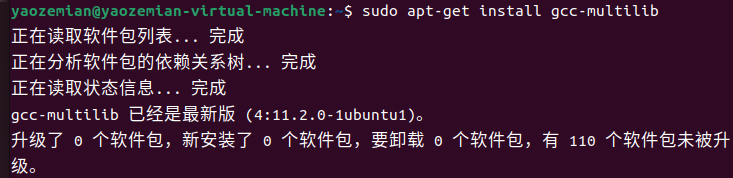 yaozemian@yaozemian-virtual-machine:~$ sudo apt-get install gcc-multilib
正在读取软件包列表... 完成
正在分析软件包的依赖关系树... 完成
正在读取状态信息... 完成
gcc-multilib 已经是最新版 (4:11.2.0-1ubuntu1)。
升级了 0 个软件包，新安装了 0 个软件包，要卸载 0 个软件包，有 110 个软件包未被升
级。